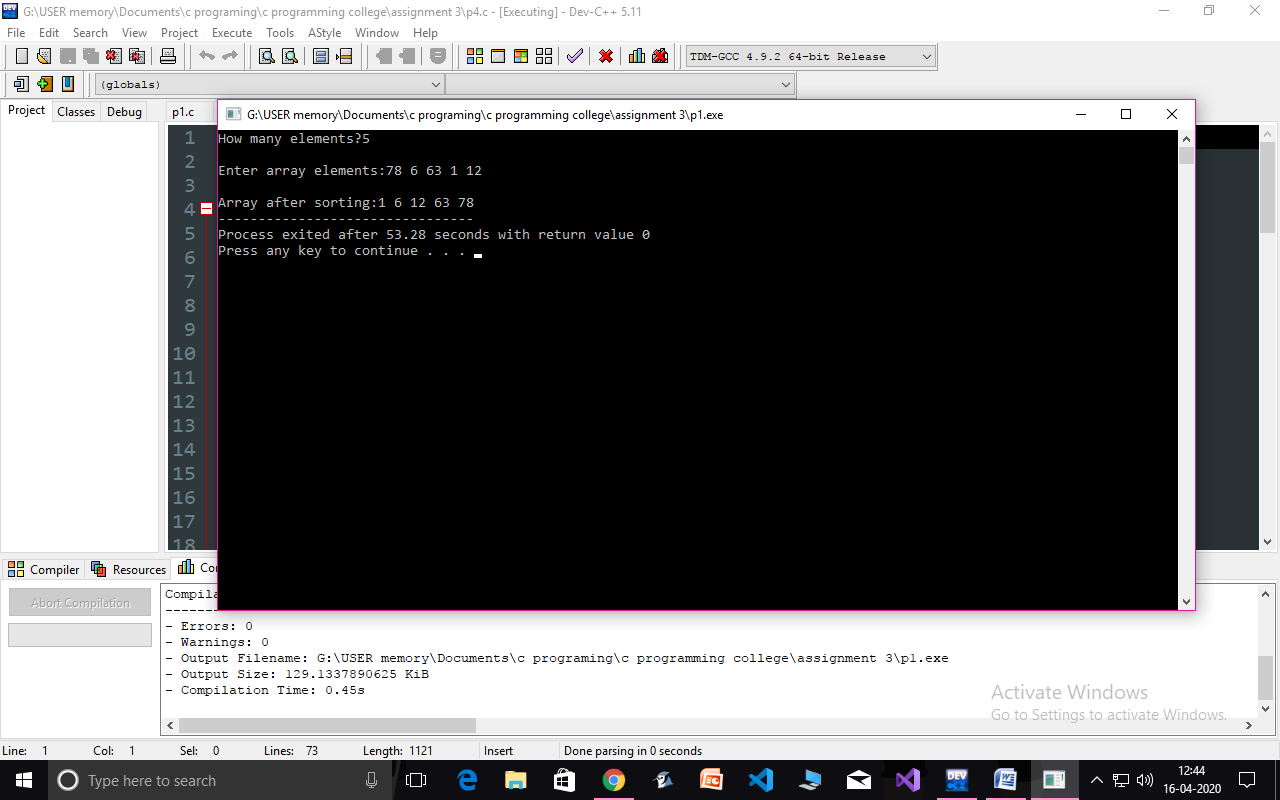 G:\USER memory\Documents\c programing\c programming college\assignment 3\p4.c - [Executing] - Dev-C++ 5.11
File Edit Search View Project Execute Tools AStyle Window Help
TDM-GCC 4.9.2 64-bit Release
(globals)
Project Classes Debug p1.c
G:\USER memory\Documents\c programing\c programming college\assignment 3\p1.exe
How many elements?5
Enter array elements:78 6 63 1 12
Array after sorting:1 6 12 63 78
--------------------------------
Process exited after 53.28 seconds with return value 0
Press any key to continue . . .
1
2
3
4
5
6
7
8
9
10
11
12
13
14
15
16
17
18
Compiler Resources Co
Abort Compilation
Compila
--------
- Errors: 0
- Warnings: 0
- Output Filename: G:\USER memory\Documents\c programing\c programming college\assignment 3\p1.exe
- Output Size: 129.1337890625 KiB
- Compilation Time: 0.45s
Activate Windows
Go to Settings to activate Windows.
Line: 1 Col: 1 Sel: 0 Lines: 73 Length: 1121 Insert Done parsing in 0 seconds
Type here to search
12:44
16-04-2020